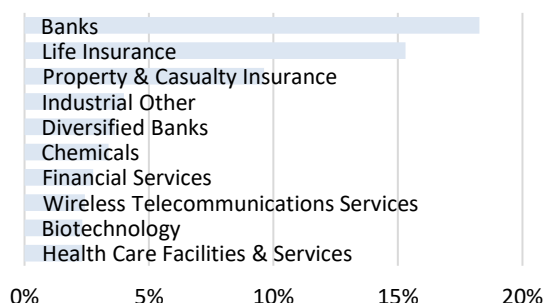 Banks
Life Insurance
Property & Casualty Insurance
Industrial Other
Diversified Banks
Chemicals
Financial Services
Wireless Telecommunications Services
Biotechnology
Health Care Facilities & Services
0% 5% 10% 15% 20%